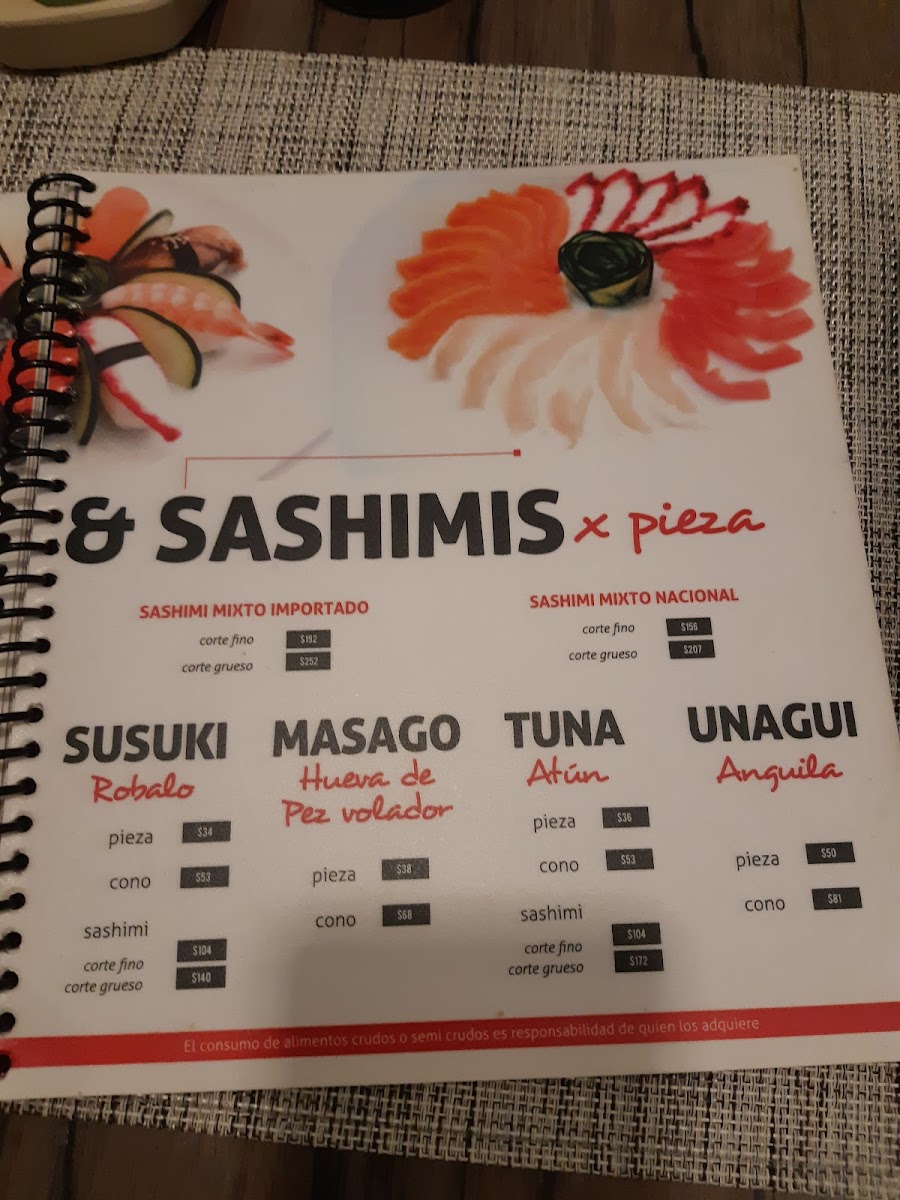 & SASHIMIS x pieza
SASHIMI MIXTO IMPORTADO
corte fino $192
corte grueso $252
SASHIMI MIXTO NACIONAL
corte fino $156
corte grueso $207
SUSUKI
Robalo
pieza $34
cono $53
sashimi
corte fino $104
corte grueso $140
MASAGO
Hueva de
Pez volador
pieza $38
cono $68
TUNA
Atún
pieza $36
cono $53
sashimi
corte fino $104
corte grueso $172
UNAGUI
Anguila
pieza $50
cono $81
El consumo de alimentos crudos o semi crudos es responsabilidad de quien los adquiere